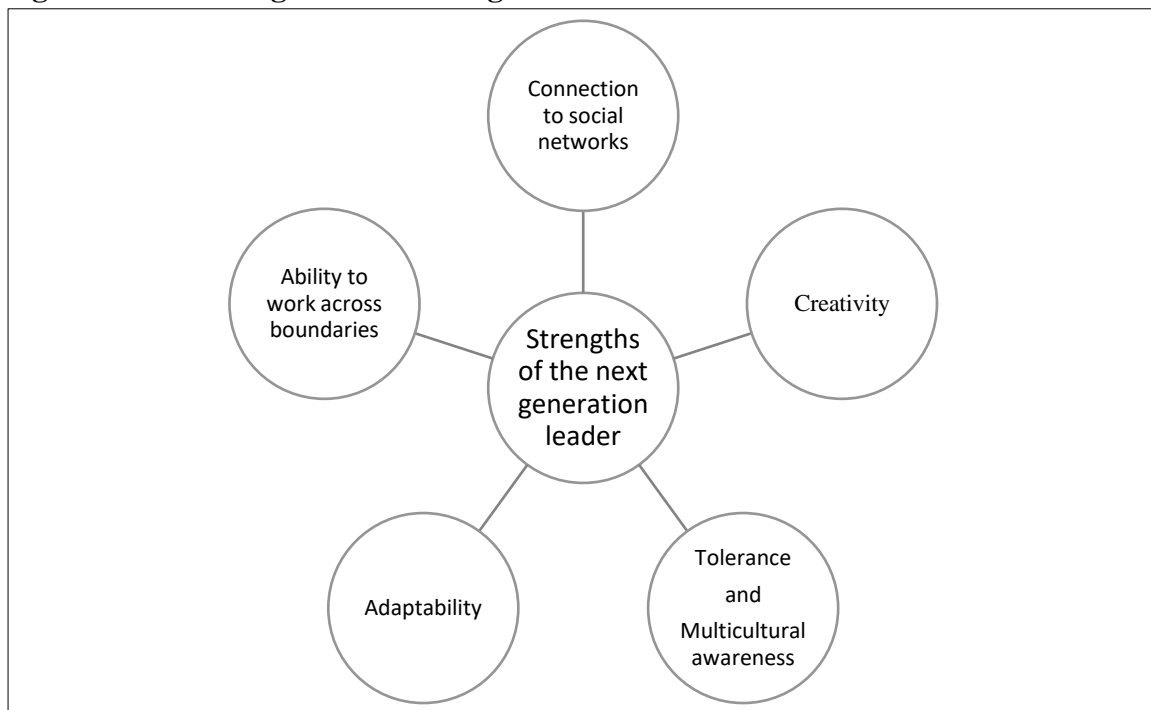 Connection
to social
networks
Ability to
work across
boundaries
Creativity
Strengths
of the next
generation
leader
Adaptability
Tolerance
and
Multicultural
awareness